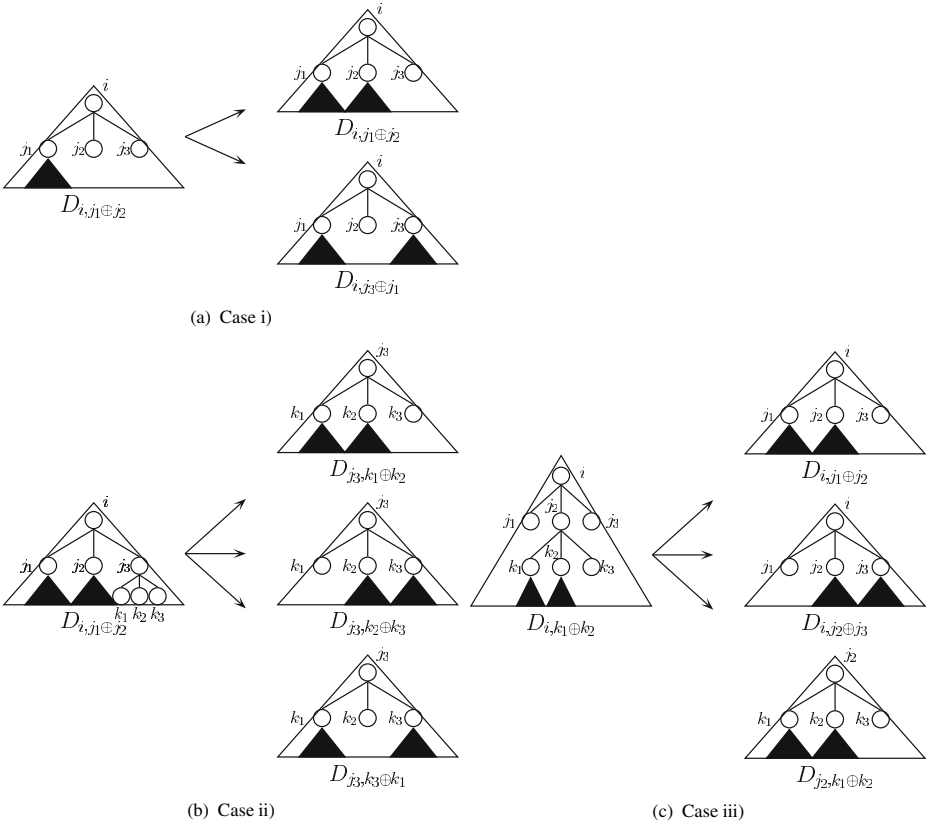 i
j₁ j₂ j₃
D_{i,j₁⊕j₂}
i
j₁ j₂ j₃
D_{i,j₁⊕j₂}
i
j₁ j₂ j₃
D_{i,j₃⊕j₁}
(a) Case i)
i
j₁ j₂ j₃
k₁ k₂ k₃
D_{i,j₁⊕j₂}
j₃
k₁ k₂ k₃
D_{j₃,k₁⊕k₂}
j₃
k₁ k₂ k₃
D_{j₃,k₂⊕k₃}
j₃
k₁ k₂ k₃
D_{j₃,k₃⊕k₁}
(b) Case ii)
i
j₁ j₂ j₃
k₁ k₂ k₃
D_{i,k₁⊕k₂}
i
j₁ j₂ j₃
D_{i,j₁⊕j₂}
i
j₁ j₂ j₃
D_{i,j₂⊕j₃}
j₂
k₁ k₂ k₃
D_{j₂,k₁⊕k₂}
(c) Case iii)